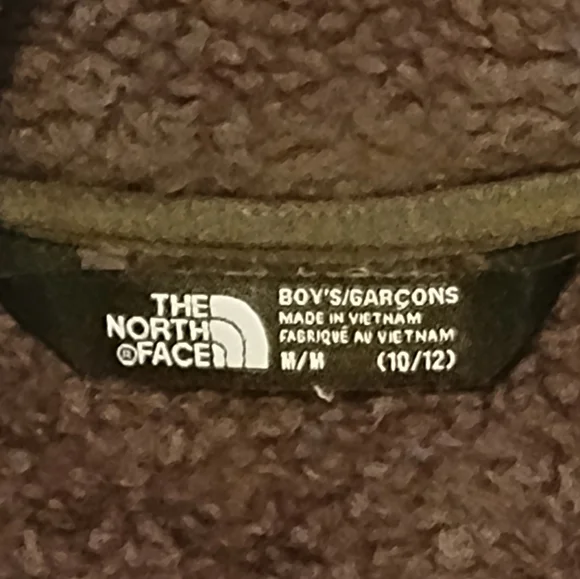 THE
NORTH
®FACE
BOY'S/GARÇONS
MADE IN VIETNAM
FABRIQUÉ AU VIETNAM
M/M (10/12)